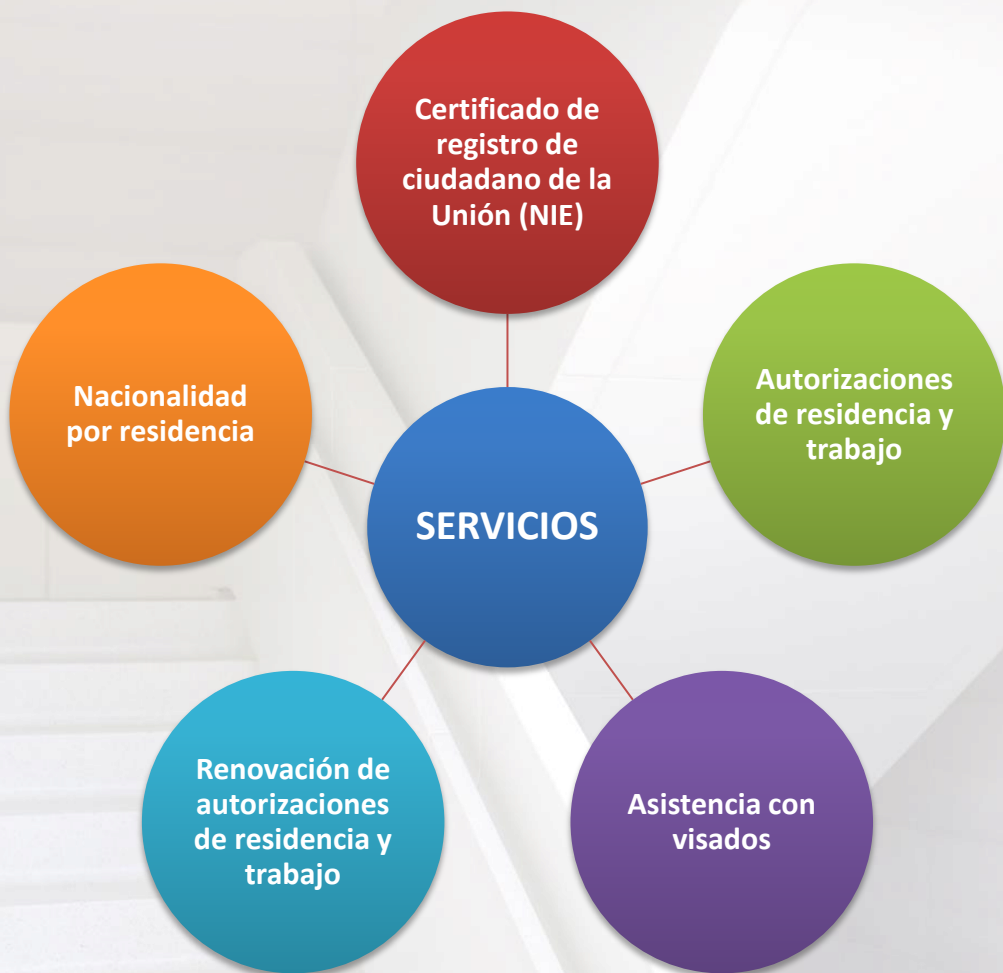 Certificado de
registro de
ciudadano de la
Unión (NIE)
Nacionalidad
por residencia
Autorizaciones
de residencia y
trabajo
SERVICIOS
Renovación de
autorizaciones
de residencia y
trabajo
Asistencia con
visados